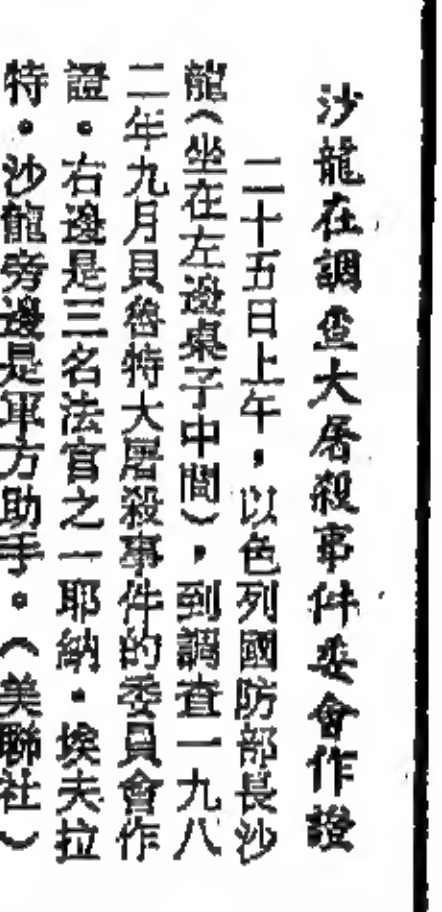 沙龍在調查大屠殺事件委會作證
二十五日上午，以色列國防部長沙
龍（坐在左邊桌子中間），到調查一九八
二年九月貝魯特大屠殺事件的委員會作
證。右邊是三名法官之一耶納·埃夫拉
特。沙龍旁邊是軍方助手。（美聯社）